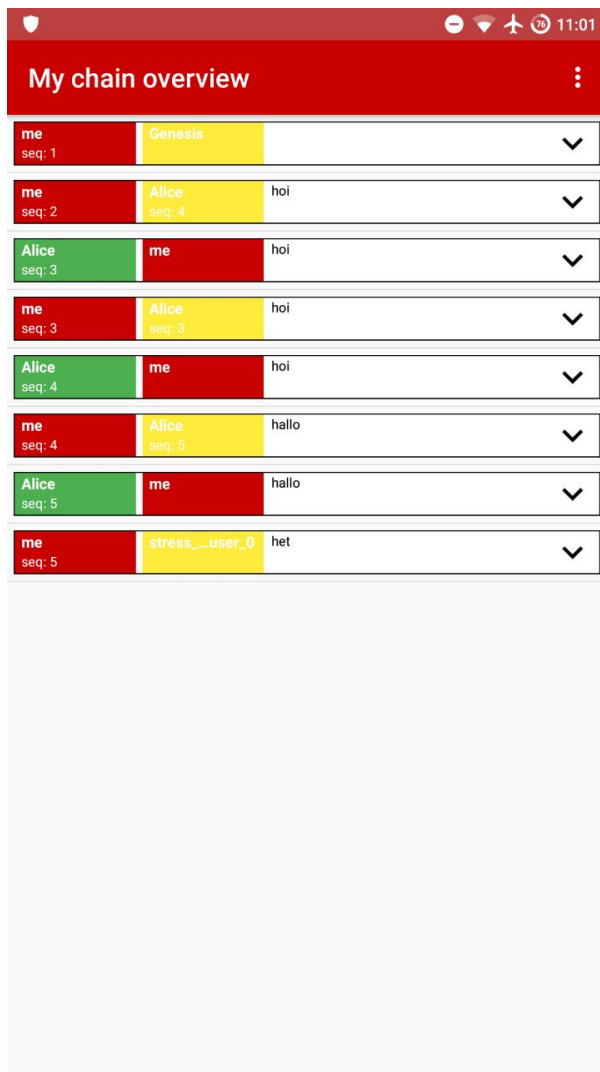 76 11:01
My chain overview
me Genesis
seq: 1
me Alice hoi
seq: 2 seq: 4
Alice me hoi
seq: 3
me Alice hoi
seq: 3 seq: 3
Alice me hoi
seq: 4
me Alice hallo
seq: 4 seq: 5
Alice me hallo
seq: 5
me stress_...user_0 het
seq: 5